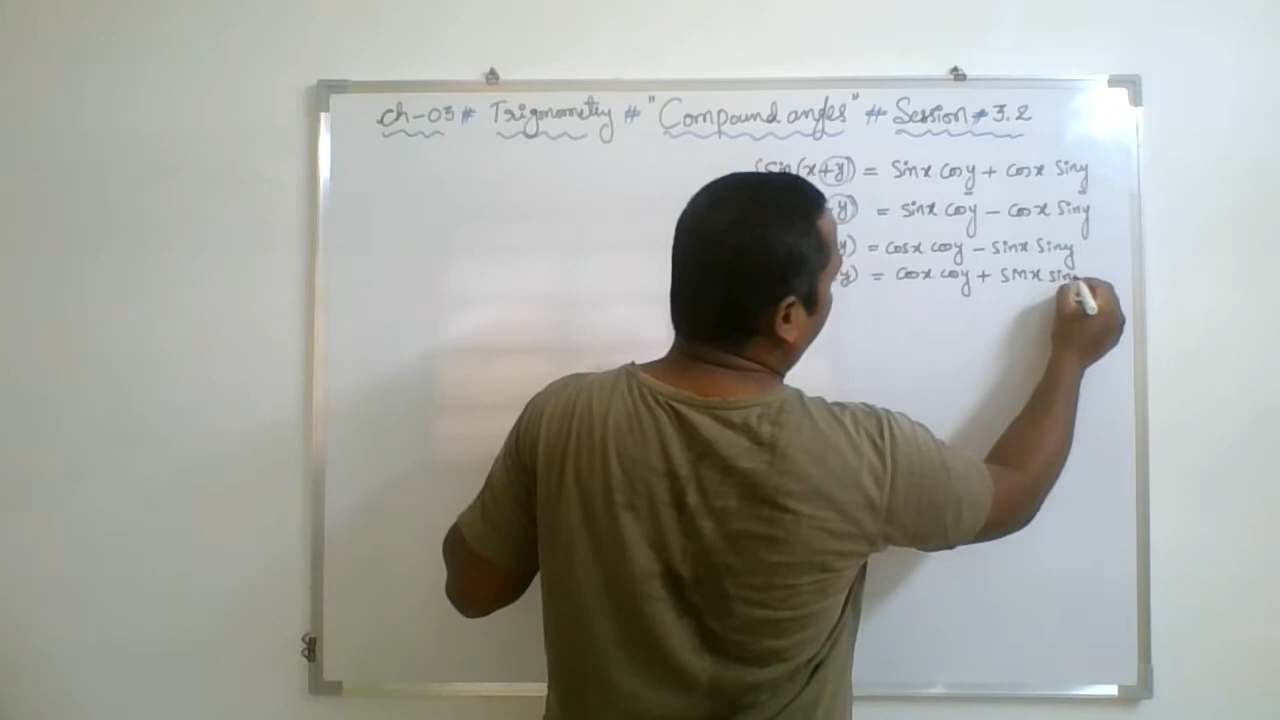 ch-03 # Trigonometry # "Compound angles" # Session # 3.2
Sin(x+y) = Sinx cosy + cosx Siny
y) = sinx cosy - cosx Siny
y) = cosx cosy - sinx Siny
y) = cosx cosy + sinx sin